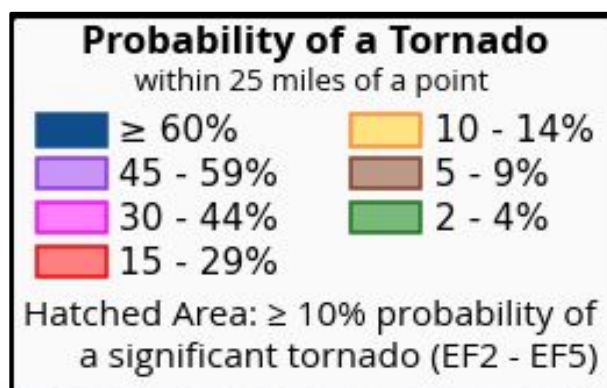 Probability of a Tornado
within 25 miles of a point
≥ 60%
45 - 59%
30 - 44%
15 - 29%
10 - 14%
5 - 9%
2 - 4%
Hatched Area: ≥ 10% probability of
a significant tornado (EF2 - EF5)